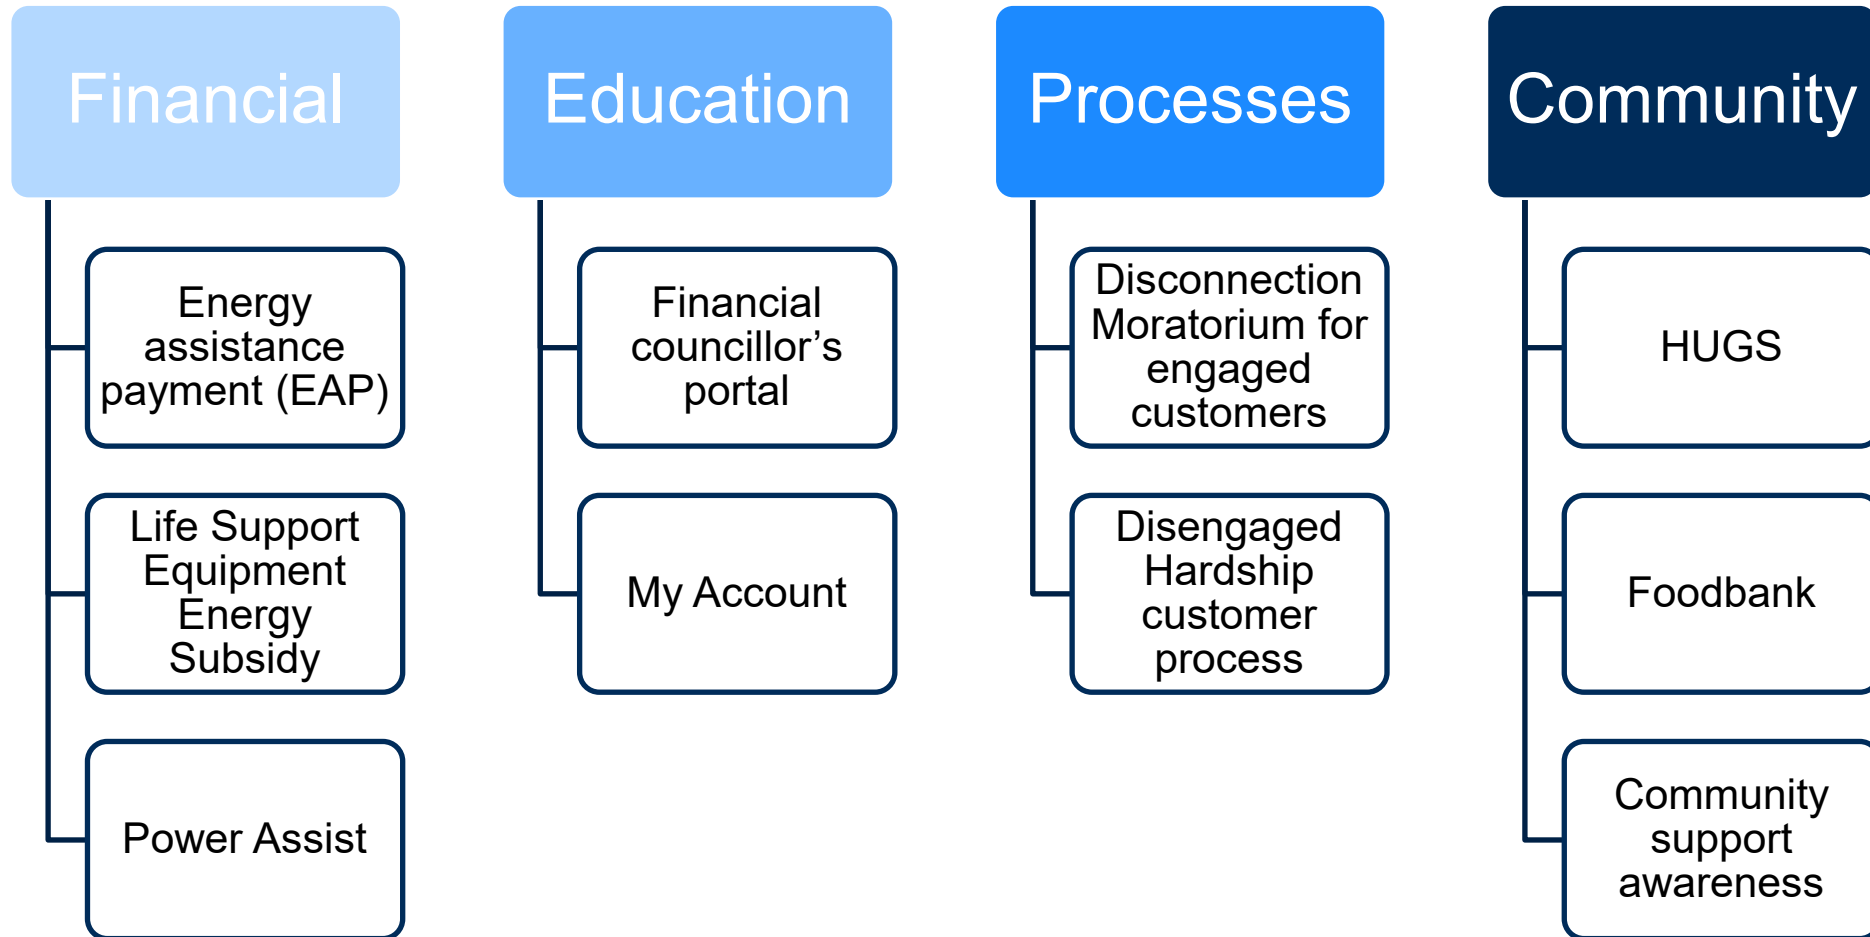 Financial
Energy
assistance
payment (EAP)
Life Support
Equipment
Energy
Subsidy
Power Assist
Education
Financial
councillor’s
portal
My Account
Processes
Disconnection
Moratorium for
engaged
customers
Disengaged
Hardship
customer
process
Community
HUGS
Foodbank
Community
support
awareness